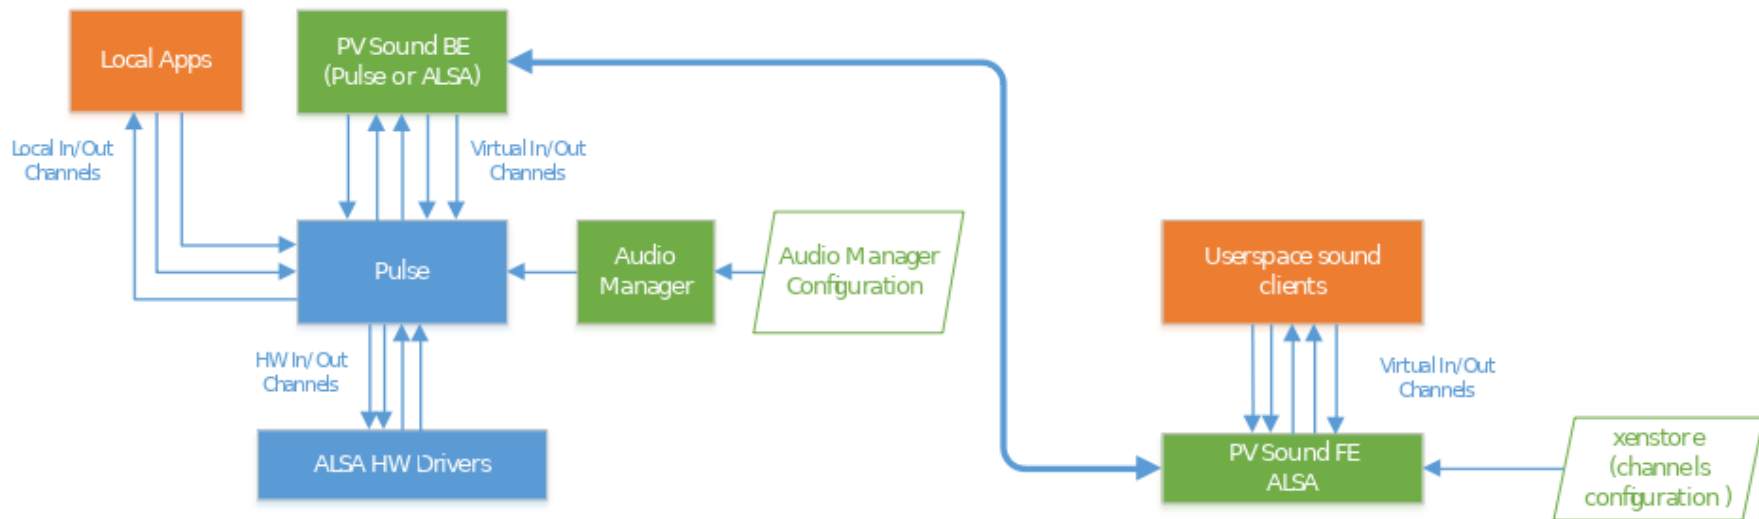 Local Apps
PV Sound BE
(Pulse or ALSA)
Local In/Out
Channels
Virtual In/Out
Channels
Pulse
Audio
Manager
Audio Manager
Configuration
Userspace sound
clients
HW In/Out
Channels
Virtual In/Out
Channels
ALSA HW Drivers
PV Sound FE
ALSA
xenstore
(channels
configuration )